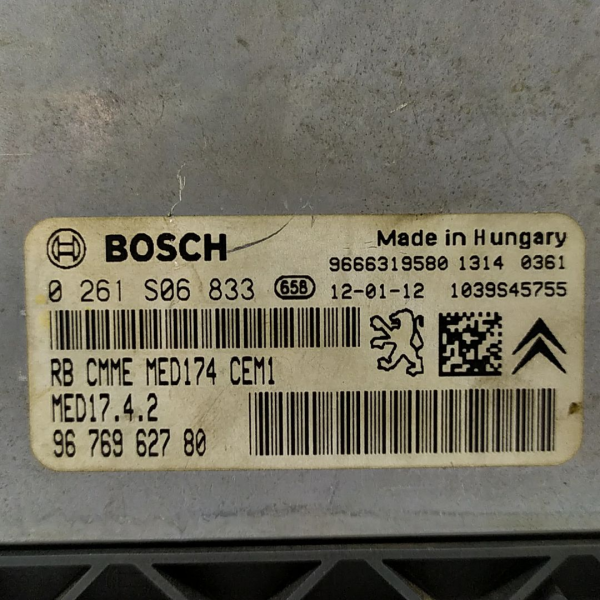 BOSCH Made in Hungary
9666319580 1314 0361
0 261 S06 833 658 12-01-12 1039S45755
RB CMME MED174 CEM1
MED17.4.2
96 769 627 80